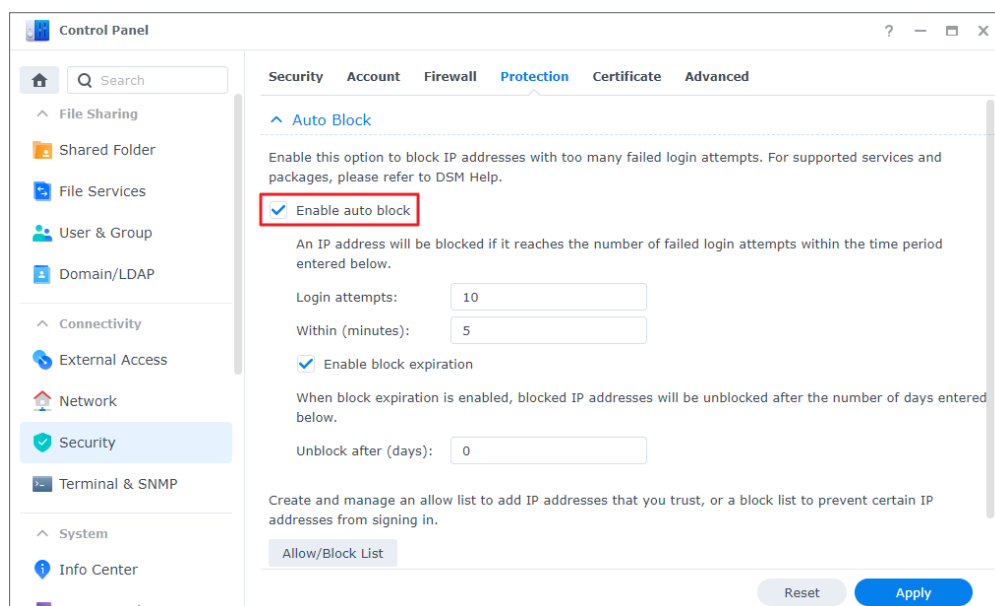 Control Panel
?
Search
File Sharing
Shared Folder
File Services
User & Group
Domain/LDAP
Connectivity
External Access
Network
Security
Terminal & SNMP
System
Info Center
Security Account Firewall Protection Certificate Advanced
Auto Block
Enable this option to block IP addresses with too many failed login attempts. For supported services and
packages, please refer to DSM Help.
Enable auto block
An IP address will be blocked if it reaches the number of failed login attempts within the time period
entered below.
Login attempts: 10
Within (minutes): 5
Enable block expiration
When block expiration is enabled, blocked IP addresses will be unblocked after the number of days entered
below.
Unblock after (days): 0
Create and manage an allow list to add IP addresses that you trust, or a block list to prevent certain IP
addresses from signing in.
Allow/Block List
Reset Apply